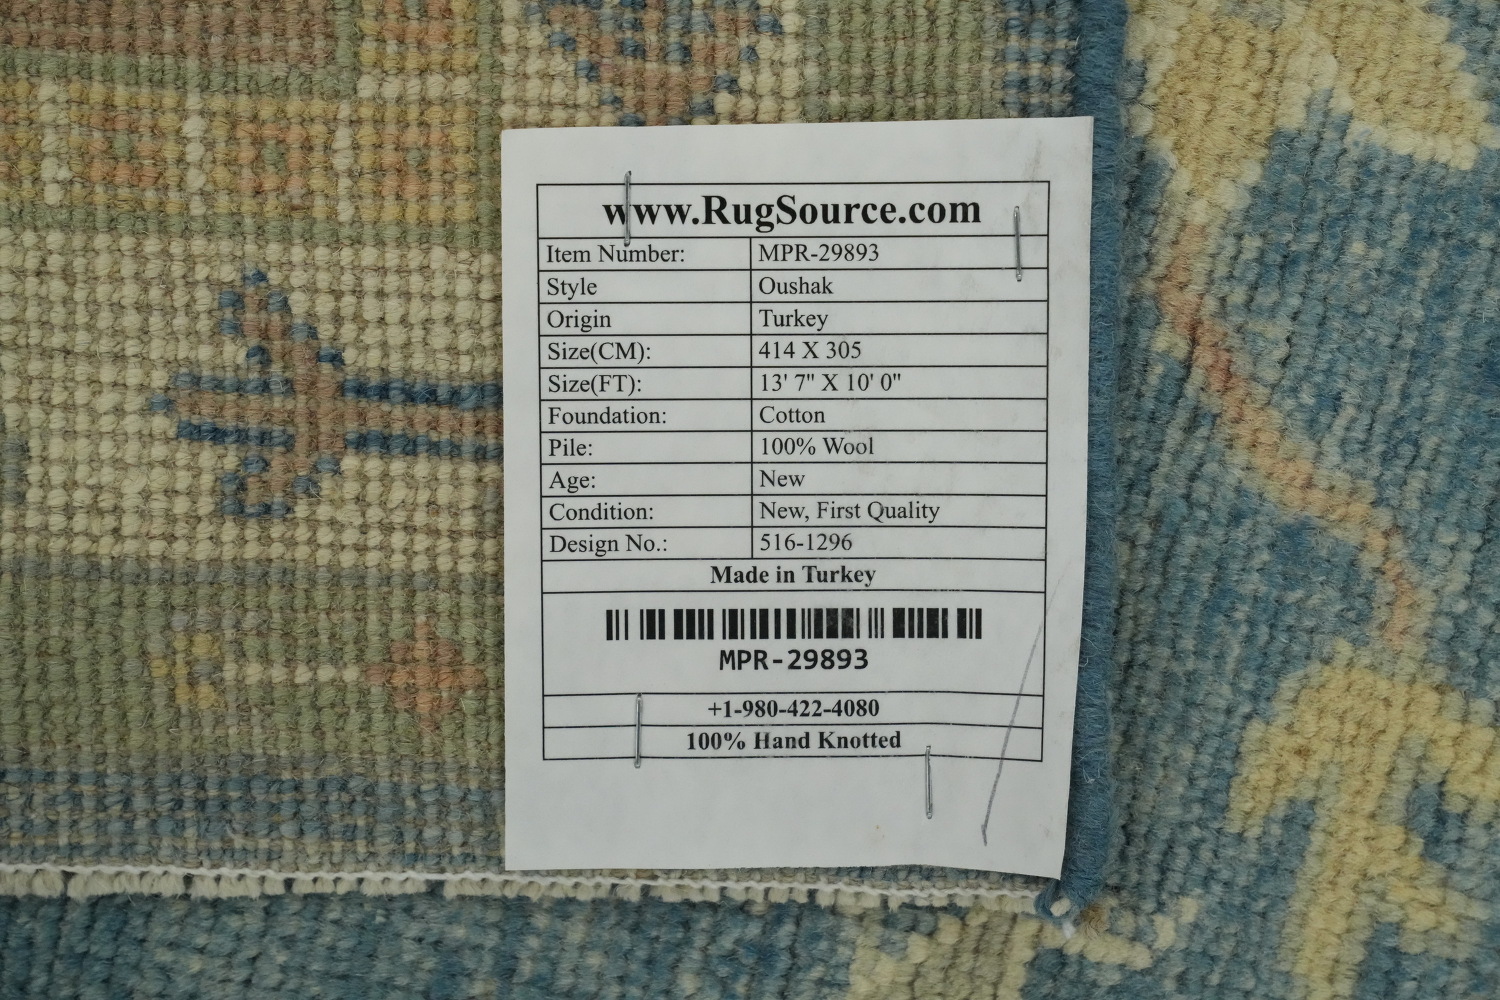 www.RugSource.com
Item Number: MPR-29893
Style Oushak
Origin Turkey
Size(CM): 414 X 305
Size(FT): 13' 7" X 10' 0"
Foundation: Cotton
Pile: 100% Wool
Age: New
Condition: New, First Quality
Design No.: 516-1296
Made in Turkey
MPR-29893
+1-980-422-4080
100% Hand Knotted